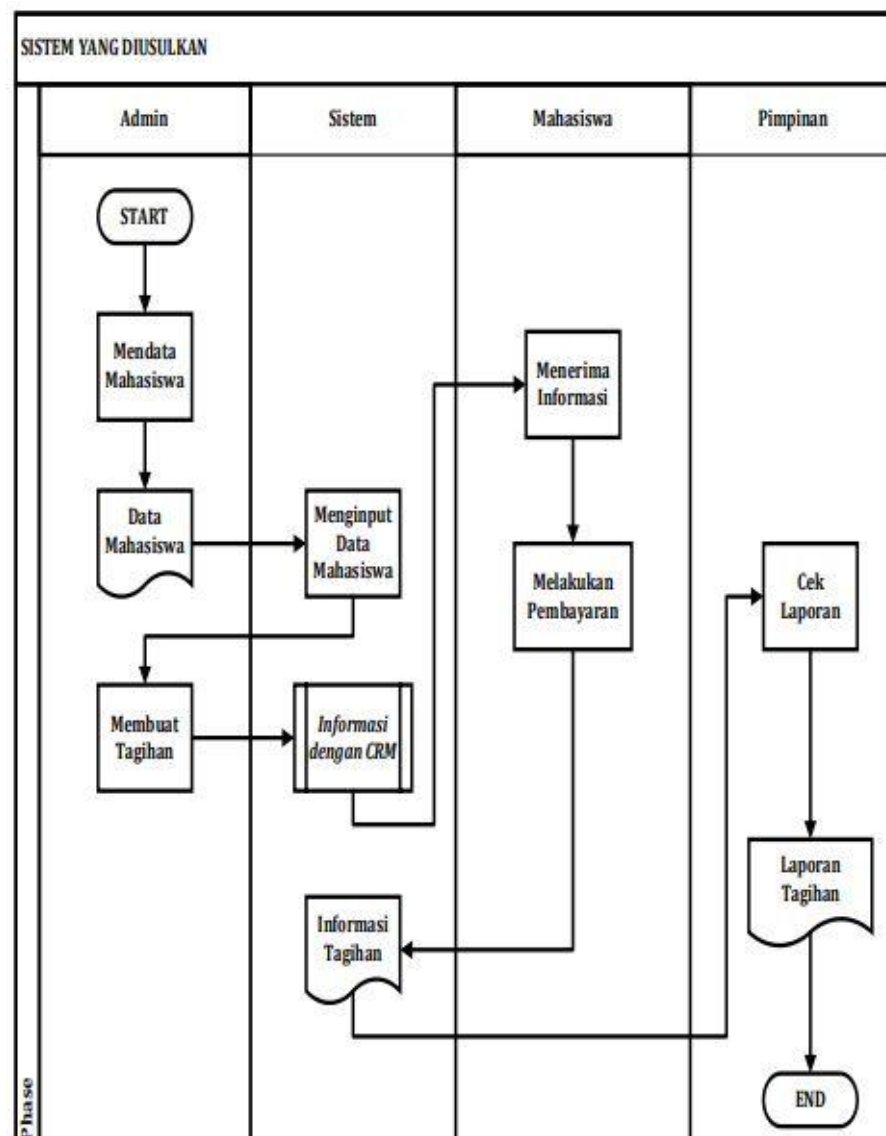 SISTEM YANG DIUSULKAN
Admin
Sistem
Mahasiswa
Pimpinan
START
Mendata
Mahasiswa
Data
Mahasiswa
Menginput
Data
Mahasiswa
Membuat
Tagihan
Informasi
dengan CRM
Menerima
Informasi
Melakukan
Pembayaran
Informasi
Tagihan
Cek
Laporan
Laporan
Tagihan
END
Phase